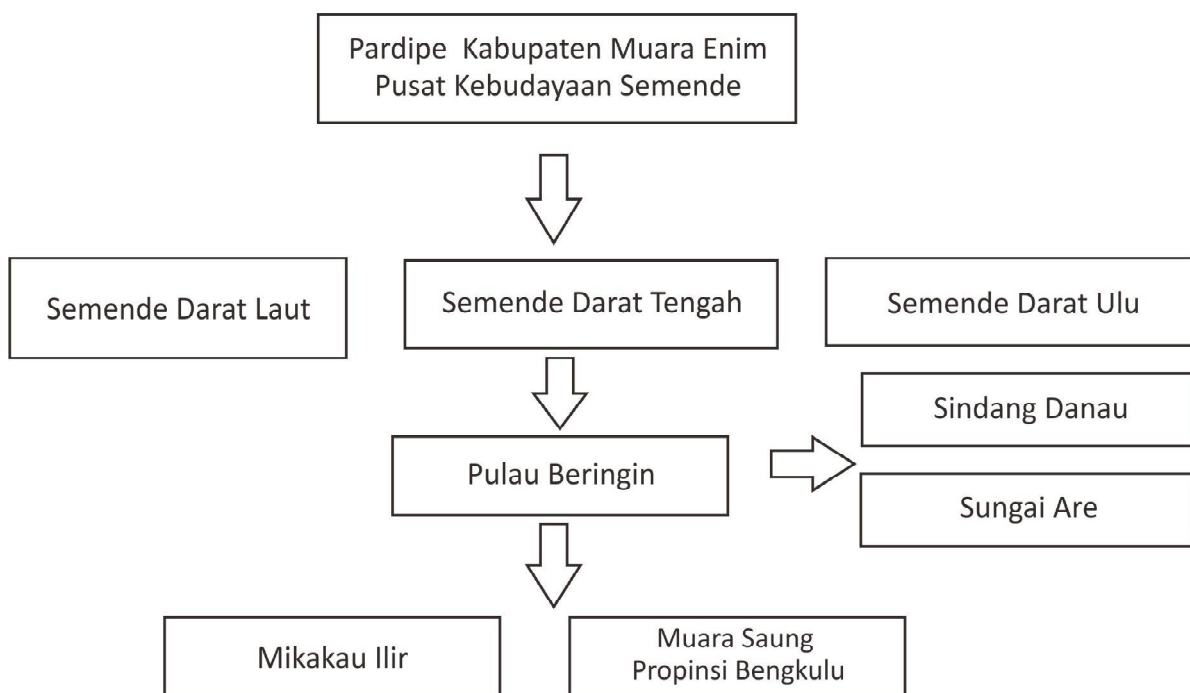 Pardipe Kabupaten Muara Enim
Pusat Kebudayaan Semende
Semende Darat Laut
Semende Darat Tengah
Semende Darat Ulu
Sindang Danau
Pulau Beringin
Sungai Are
Mikakau Ilir
Muara Saung
Propinsi Bengkulu